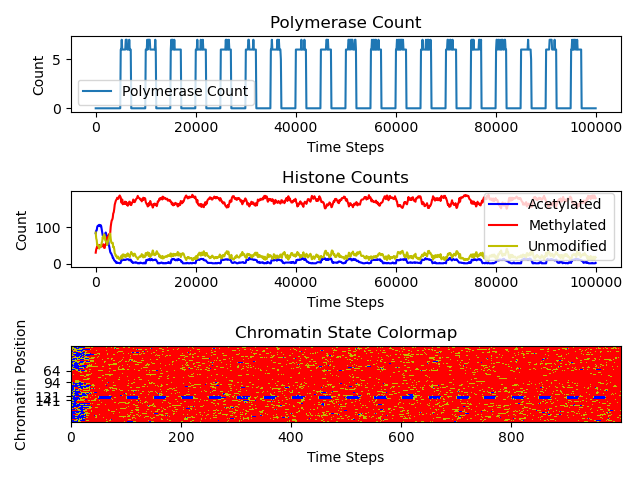 Polymerase Count
5
0
Count
Polymerase Count
0 20000 40000 60000 80000 100000
Time Steps
Histone Counts
100
0
Count
Acetylated
Methylated
Unmodified
0 20000 40000 60000 80000 100000
Time Steps
Chromatin State Colormap
Chromatin Position
64
94
131
141
0 200 400 600 800
Time Steps